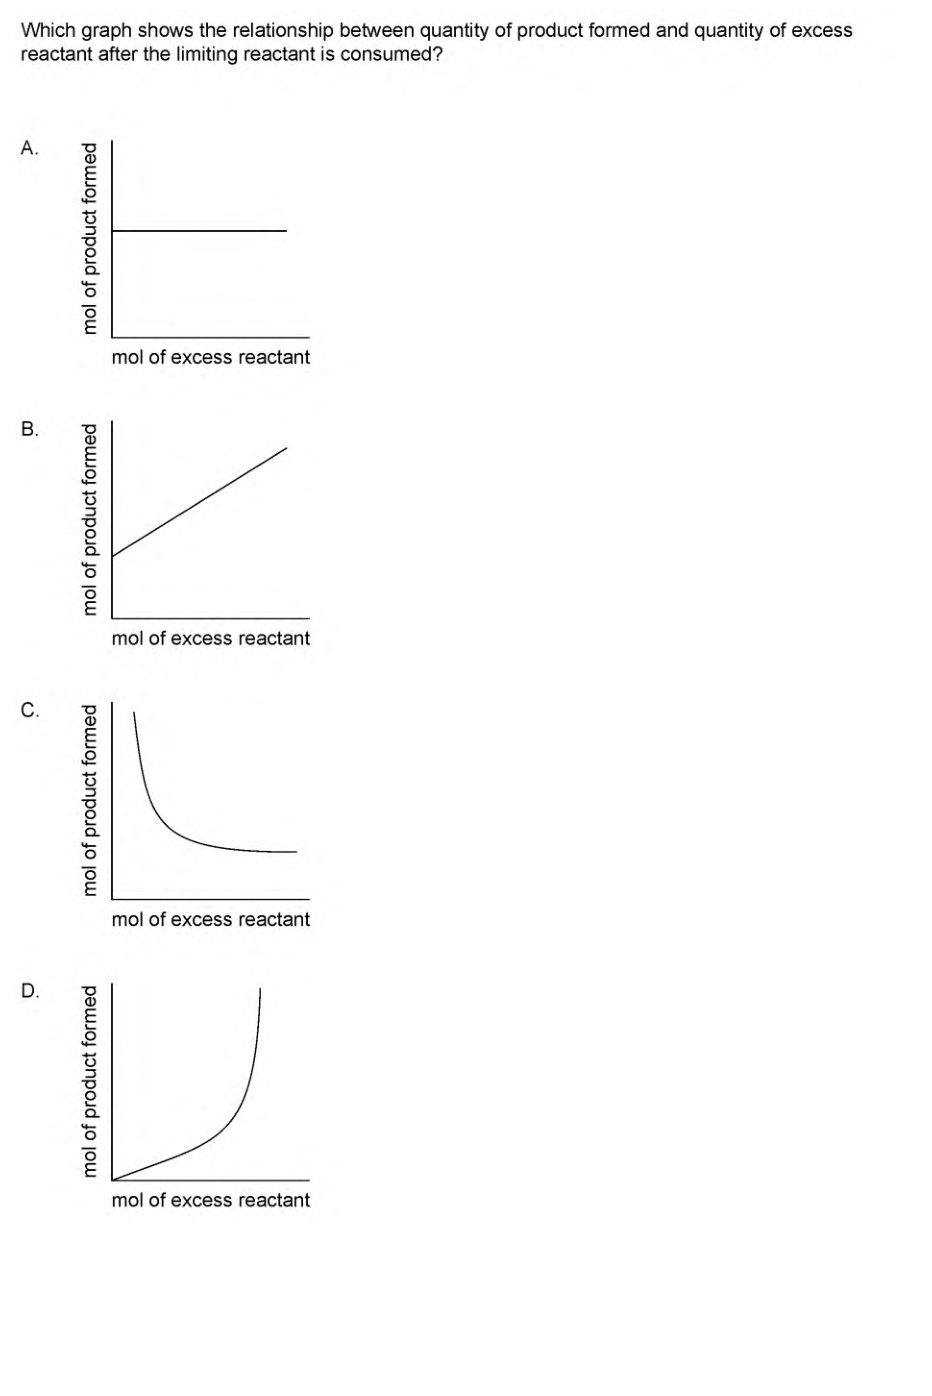 Which graph shows the relationship between quantity of product formed and quantity of excess
reactant after the limiting reactant is consumed?
A.
mol of product formed
mol of excess reactant
B.
mol of product formed
mol of excess reactant
C.
mol of product formed
mol of excess reactant
D.
mol of product formed
mol of excess reactant